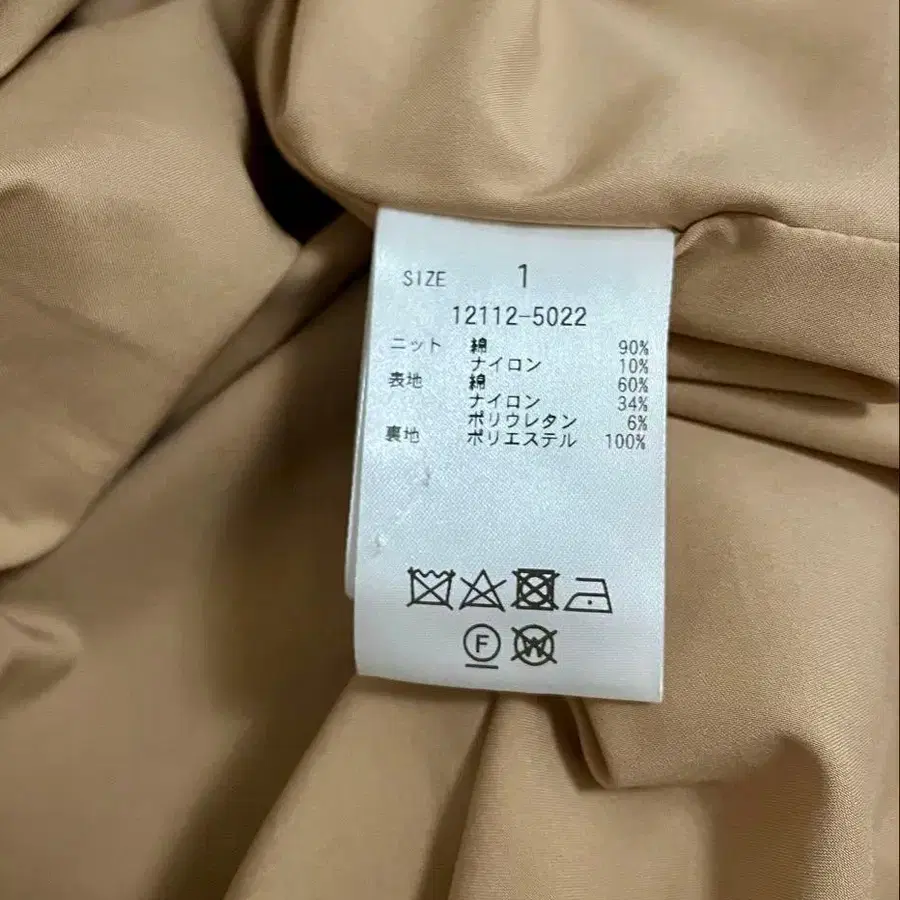 SIZE 1
12112-5022
ニット 綿 90%
ナイロン 10%
表地 綿 60%
ナイロン 34%
ポリウレタン 6%
裏地 ポリエステル 100%
F W